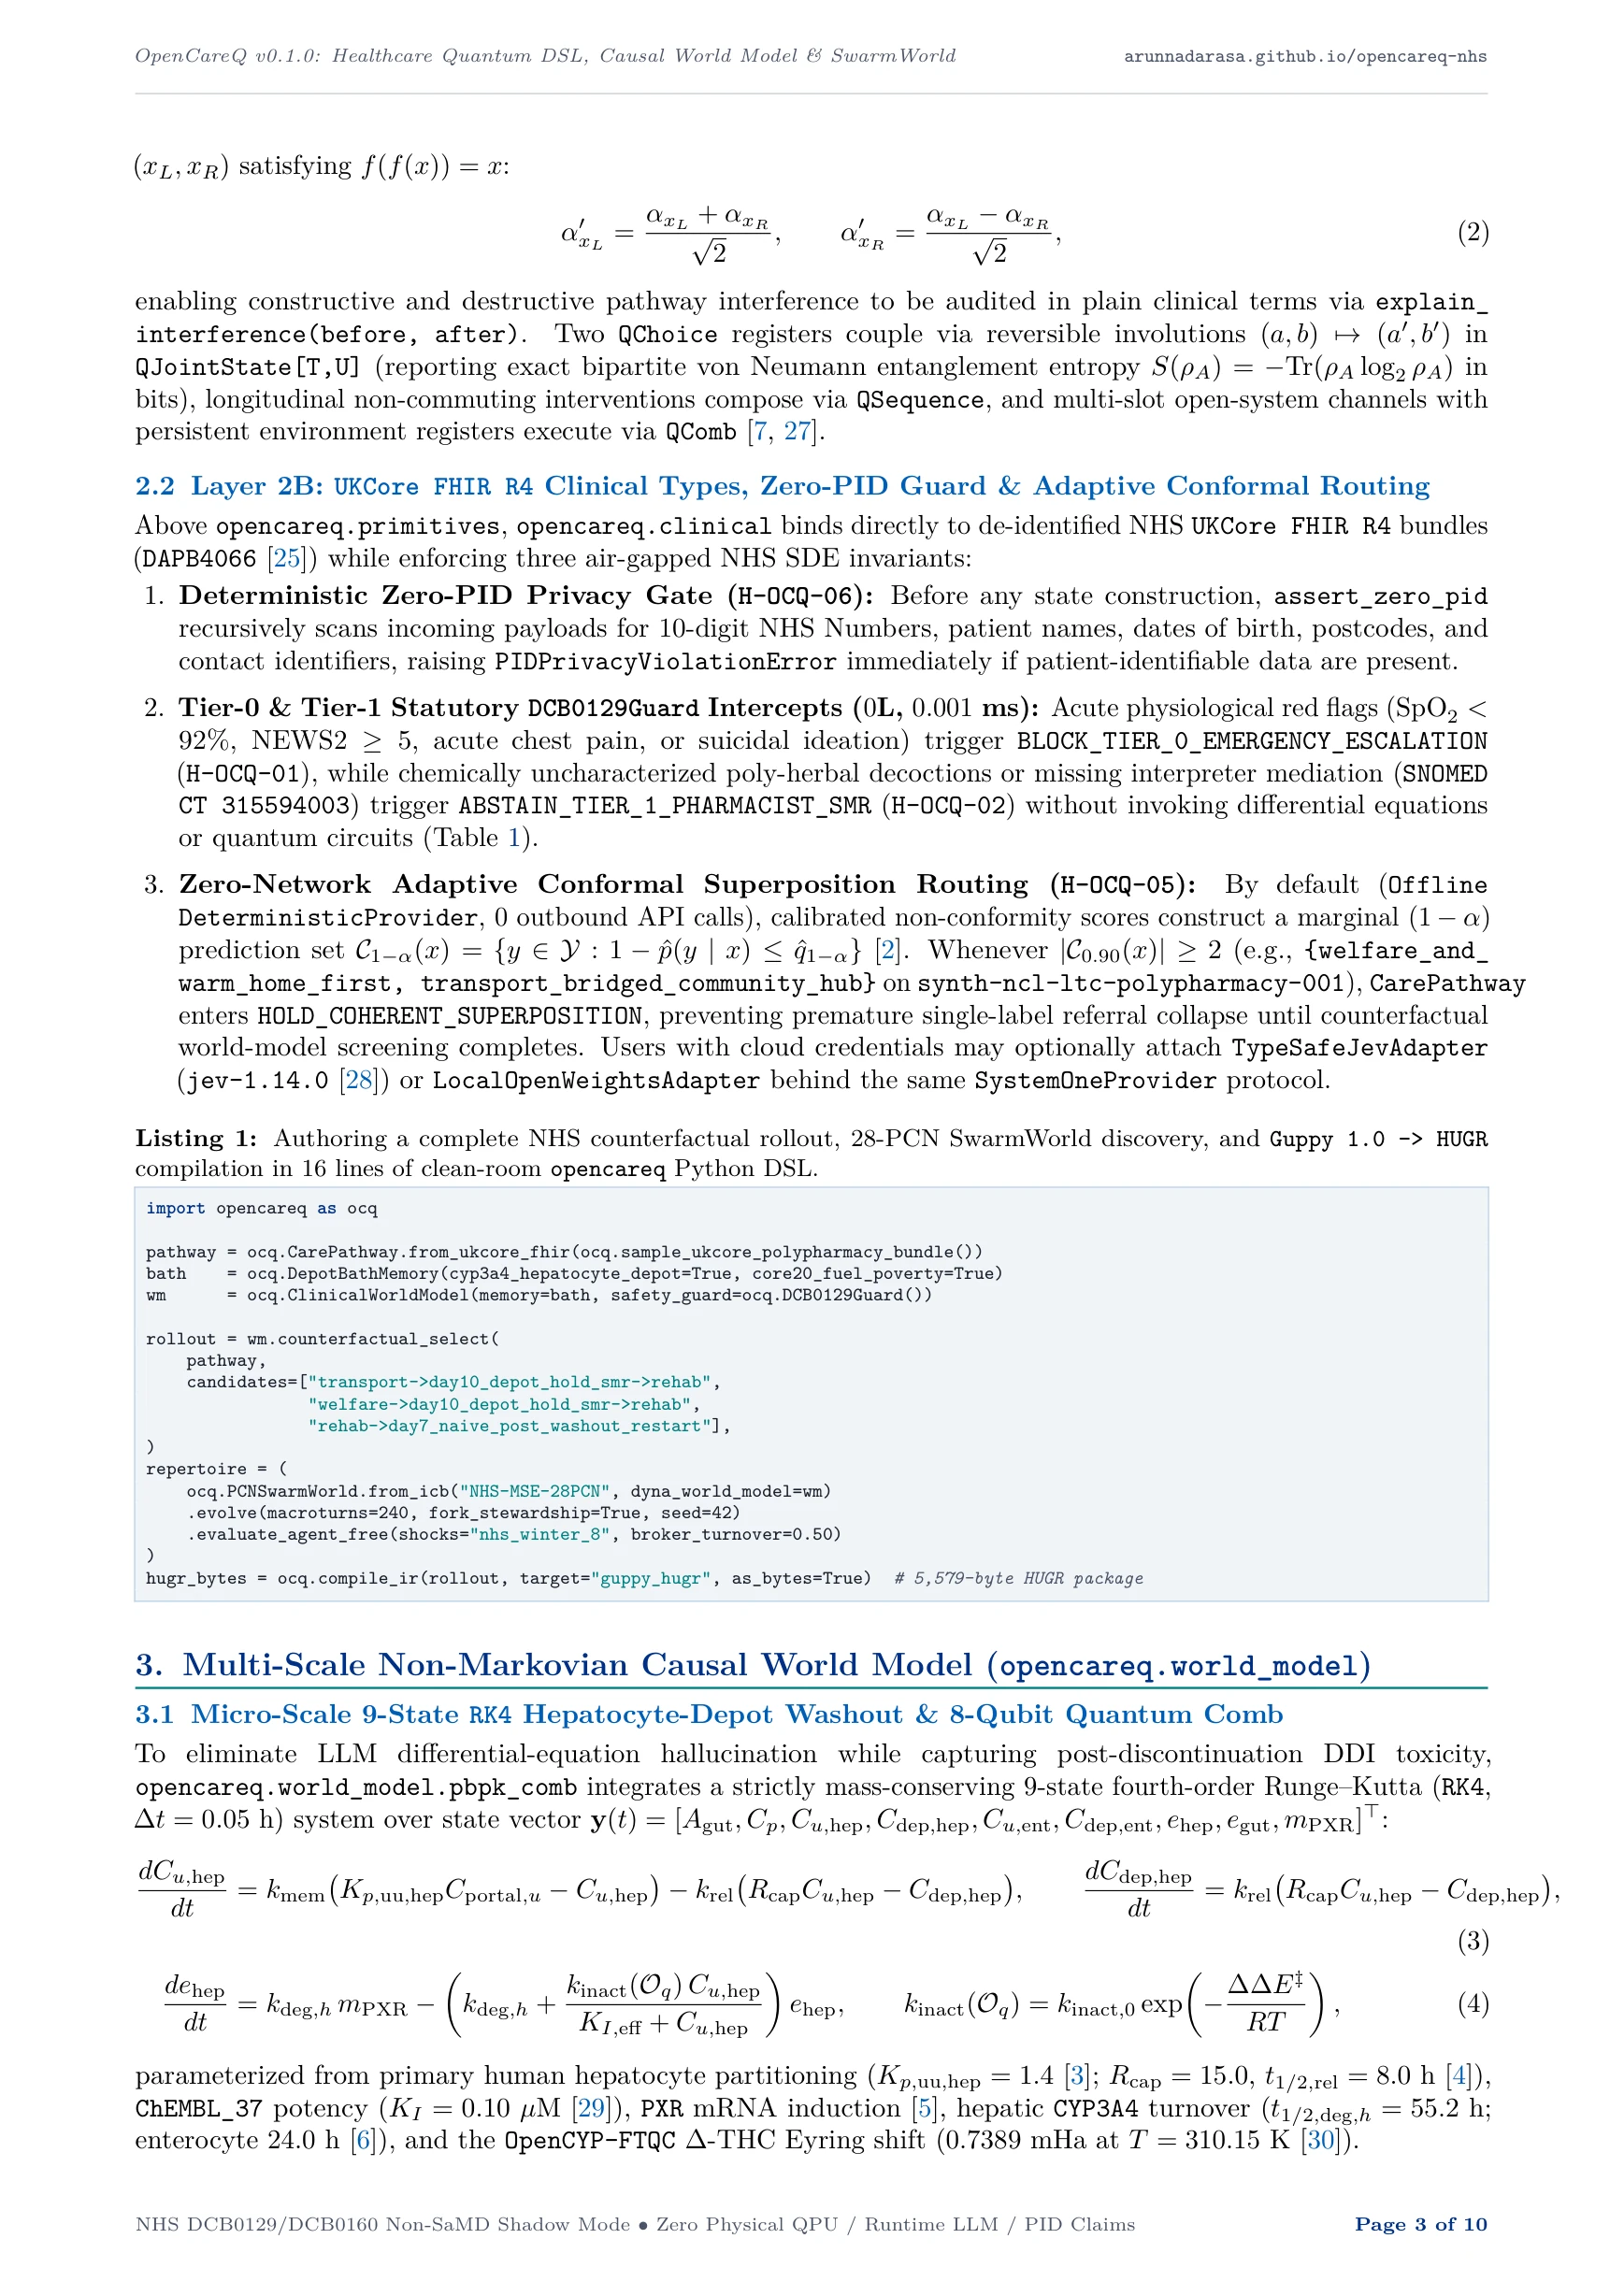 OpenCareQ v0.1.0: Healthcare Quantum DSL, Causal World Model & SwarmWorld arunnadarasa.github.io/opencareq-nhs
(x_L, x_R) satisfying f(f(x)) = x:
α′_{x_L} = (α_{x_L} + α_{x_R})/√2, α′_{x_R} = (α_{x_L} − α_{x_R})/√2, (2)
enabling constructive and destructive pathway interference to be audited in plain clinical terms via explain_
interference(before, after). Two QChoice registers couple via reversible involutions (a, b) ↦ (a′, b′) in
QJointState[T,U] (reporting exact bipartite von Neumann entanglement entropy S(ρ_A) = −Tr(ρ_A log₂ ρ_A) in
bits), longitudinal non-commuting interventions compose via QSequence, and multi-slot open-system channels with
persistent environment registers execute via QComb [7, 27].
2.2 Layer 2B: UKCore FHIR R4 Clinical Types, Zero-PID Guard & Adaptive Conformal Routing
Above opencareq.primitives, opencareq.clinical binds directly to de-identified NHS UKCore FHIR R4 bundles
(DAPB4066 [25]) while enforcing three air-gapped NHS SDE invariants:
1. Deterministic Zero-PID Privacy Gate (H-OCQ-06): Before any state construction, assert_zero_pid
recursively scans incoming payloads for 10-digit NHS Numbers, patient names, dates of birth, postcodes, and
contact identifiers, raising PIDPrivacyViolationError immediately if patient-identifiable data are present.
2. Tier-0 & Tier-1 Statutory DCB0129Guard Intercepts (0L, 0.001 ms): Acute physiological red flags (SpO₂ <
92%, NEWS2 ≥ 5, acute chest pain, or suicidal ideation) trigger BLOCK_TIER_0_EMERGENCY_ESCALATION
(H-OCQ-01), while chemically uncharacterized poly-herbal decoctions or missing interpreter mediation (SNOMED
CT 315594003) trigger ABSTAIN_TIER_1_PHARMACIST_SMR (H-OCQ-02) without invoking differential equations
or quantum circuits (Table 1).
3. Zero-Network Adaptive Conformal Superposition Routing (H-OCQ-05): By default (Offline
DeterministicProvider, 0 outbound API calls), calibrated non-conformity scores construct a marginal (1 − α)
prediction set 𝒞_{1−α}(x) = {y ∈ 𝒴 : 1 − p̂(y | x) ≤ q̂_{1−α}} [2]. Whenever |𝒞_{0.90}(x)| ≥ 2 (e.g., {welfare_and_
warm_home_first, transport_bridged_community_hub} on synth-ncl-ltc-polypharmacy-001), CarePathway
enters HOLD_COHERENT_SUPERPOSITION, preventing premature single-label referral collapse until counterfactual
world-model screening completes. Users with cloud credentials may optionally attach TypeSafeJevAdapter
(jev-1.14.0 [28]) or LocalOpenWeightsAdapter behind the same SystemOneProvider protocol.
Listing 1: Authoring a complete NHS counterfactual rollout, 28-PCN SwarmWorld discovery, and Guppy 1.0 -> HUGR
compilation in 16 lines of clean-room opencareq Python DSL.
import opencareq as ocq
pathway = ocq.CarePathway.from_ukcore_fhir(ocq.sample_ukcore_polypharmacy_bundle())
bath    = ocq.DepotBathMemory(cyp3a4_hepatocyte_depot=True, core20_fuel_poverty=True)
wm      = ocq.ClinicalWorldModel(memory=bath, safety_guard=ocq.DCB0129Guard())
rollout = wm.counterfactual_select(
    pathway,
    candidates=["transport->day10_depot_hold_smr->rehab",
                "welfare->day10_depot_hold_smr->rehab",
                "rehab->day7_naive_post_washout_restart"],
)
repertoire = (
    ocq.PCNSwarmWorld.from_icb("NHS-MSE-28PCN", dyna_world_model=wm)
    .evolve(macroturns=240, fork_stewardship=True, seed=42)
    .evaluate_agent_free(shocks="nhs_winter_8", broker_turnover=0.50)
)
hugr_bytes = ocq.compile_ir(rollout, target="guppy_hugr", as_bytes=True)  # 5,579-byte HUGR package
3. Multi-Scale Non-Markovian Causal World Model (opencareq.world_model)
3.1 Micro-Scale 9-State RK4 Hepatocyte-Depot Washout & 8-Qubit Quantum Comb
To eliminate LLM differential-equation hallucination while capturing post-discontinuation DDI toxicity,
opencareq.world_model.pbpk_comb integrates a strictly mass-conserving 9-state fourth-order Runge–Kutta (RK4,
Δt = 0.05 h) system over state vector y(t) = [A_gut, C_p, C_{u,hep}, C_{dep,hep}, C_{u,ent}, C_{dep,ent}, e_hep, e_gut, m_PXR]^⊤:
dC_{u,hep}/dt = k_mem(K_{p,uu,hep}C_{portal,u} − C_{u,hep}) − k_rel(R_cap C_{u,hep} − C_{dep,hep}), dC_{dep,hep}/dt = k_rel(R_cap C_{u,hep} − C_{dep,hep}),
(3)
de_hep/dt = k_{deg,h} m_PXR − (k_{deg,h} + k_inact(𝒪_q) C_{u,hep}/(K_{I,eff} + C_{u,hep})) e_hep, k_inact(𝒪_q) = k_{inact,0} exp(−ΔΔE^‡/RT), (4)
parameterized from primary human hepatocyte partitioning (K_{p,uu,hep} = 1.4 [3]; R_cap = 15.0, t_{1/2,rel} = 8.0 h [4]),
ChEMBL_37 potency (K_I = 0.10 μM [29]), PXR mRNA induction [5], hepatic CYP3A4 turnover (t_{1/2,deg,h} = 55.2 h;
enterocyte 24.0 h [6]), and the OpenCYP-FTQC Δ-THC Eyring shift (0.7389 mHa at T = 310.15 K [30]).
NHS DCB0129/DCB0160 Non-SaMD Shadow Mode • Zero Physical QPU / Runtime LLM / PID Claims Page 3 of 10